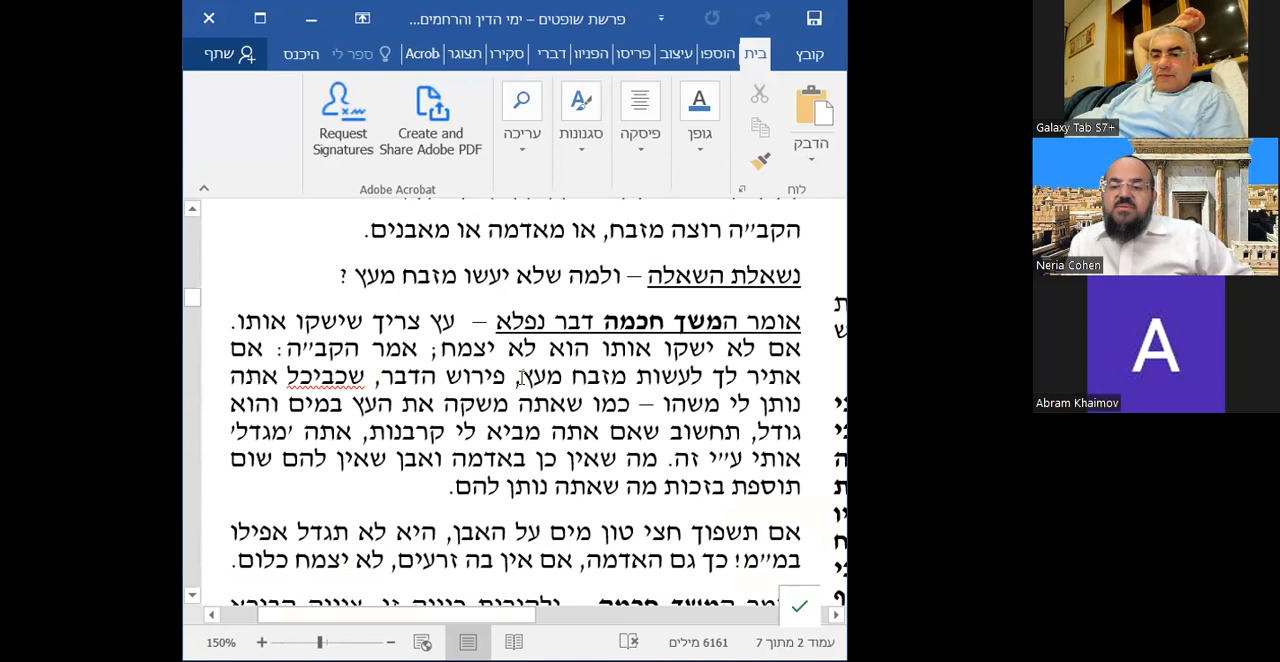 פרשת שופטים – ימי הדין והרחמים...
קובץ
בית
הוספו
עיצוב
פריסו
הפניוו
דברי
סקירו
תצוגר
Acrob
ספר לי
היכנס
שתף
הדבק
לוח
גופן
פיסקה
סגנונות
עריכה
Create and
Share Adobe PDF
Request
Signatures
Adobe Acrobat
הקב״ה רוצה מזבח, או מאדמה או מאבנים.
נשאלת השאלה – ולמה שלא יעשו מזבח מעץ ?
אומר המשך חכמה דבר נפלא – עץ צריך שישקו אותו.
אם לא ישקו אותו הוא לא יצמח; אמר הקב״ה: אם
אתיר לך לעשות מזבח מעץ, פירוש הדבר, שכביכל אתה
נותן לי משהו – כמו שאתה משקה את העץ במים והוא
גודל, תחשוב שאם אתה מביא לי קרבנות, אתה ׳מגדל׳
אותי ע״י זה. מה שאין כן באדמה ואבן שאין להם שום
תוספת בזכות מה שאתה נותן להם.
אם תשפוך חצי טון מים על האבן, היא לא תגדל אפילו
במ״מ! כך גם האדמה, אם אין בה זרעים, לא יצמח כלום.
עמוד 2 מתוך 7
6161 מילים
150%
Galaxy Tab S7+
Neria Cohen
A
Abram Khaimov